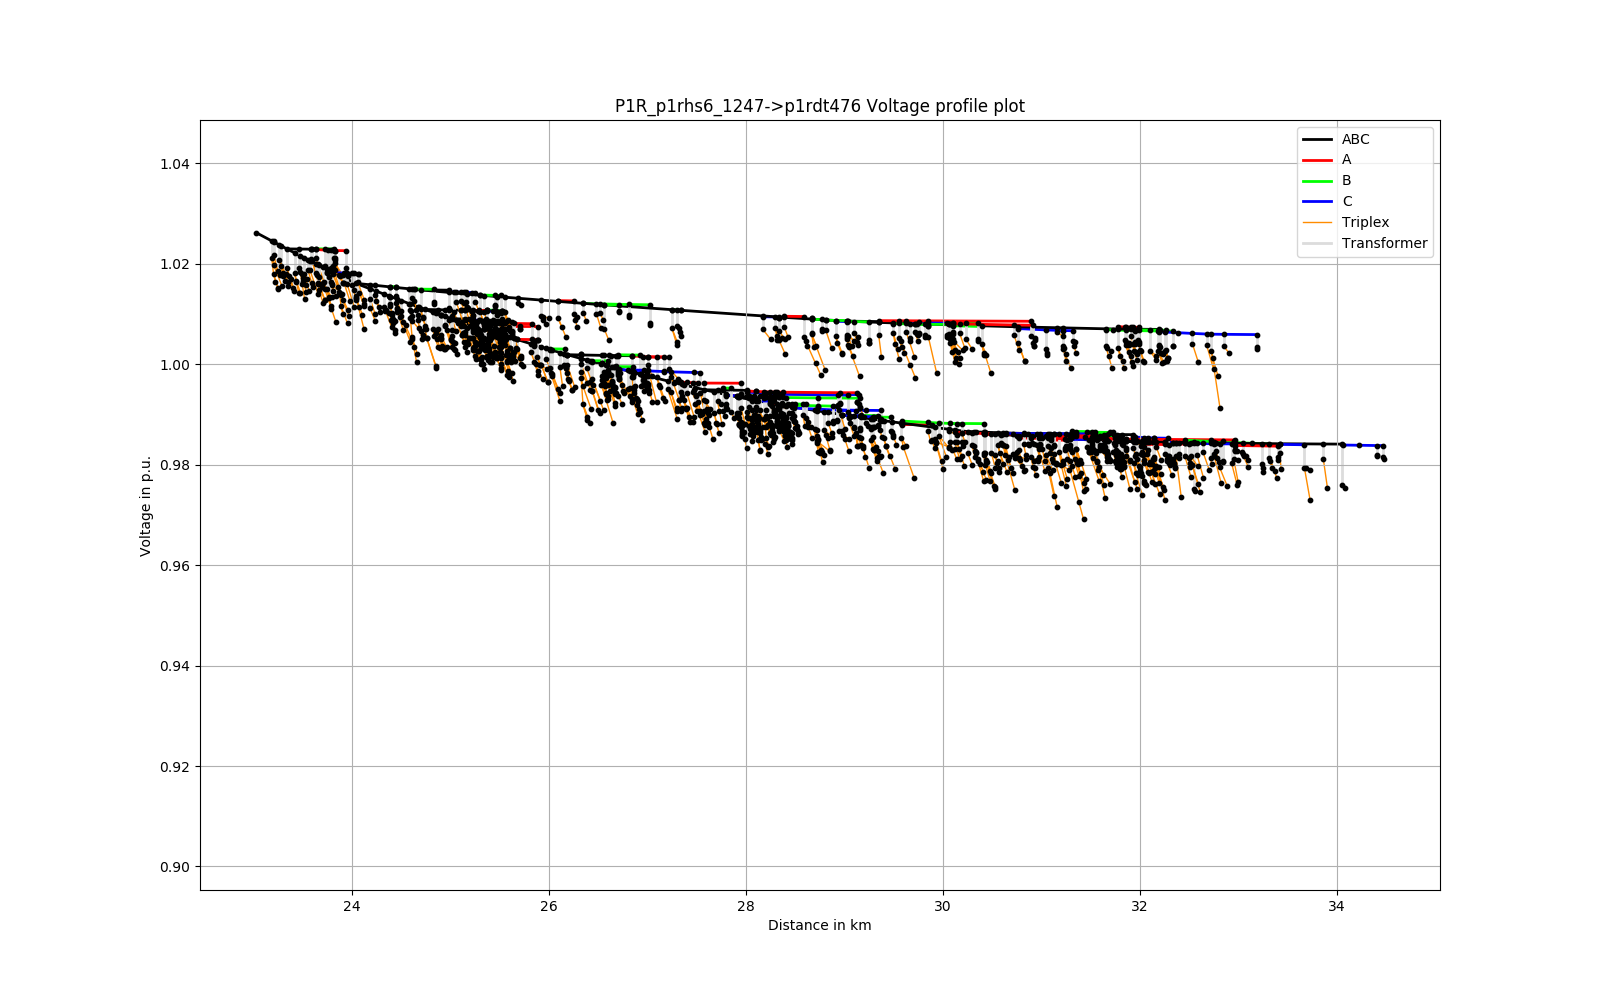 P1R_p1rhs6_1247->p1rdt476 Voltage profile plot
ABC
A
B
C
Triplex
Transformer
1.04
1.02
1.00
0.98
0.96
0.94
0.92
0.90
Voltage in p.u.
24 26 28 30 32 34
Distance in km